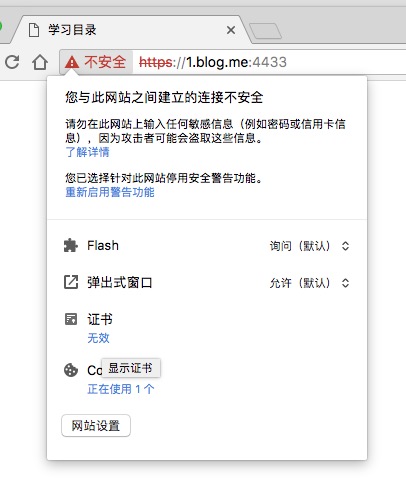 学习目录
不安全 https://1.blog.me:4433
您与此网站之间建立的连接不安全
请勿在此网站上输入任何敏感信息（例如密码或信用卡信
息），因为攻击者可能会盗取这些信息。
了解详情
您已选择针对此网站停用安全警告功能。
重新启用警告功能
Flash 询问（默认）
弹出式窗口 允许（默认）
证书
无效
显示证书
正在使用 1 个
网站设置